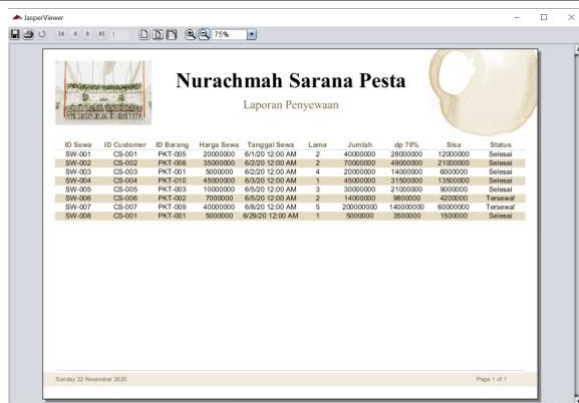 JasperViewer
1
75%
Nurachmah Sarana Pesta
Laporan Penyewaan
ID Sewa ID Customer ID Barang Harga Sewa Tanggal Sewa Lama Jumlah dp 70% Sisa Status
SW-001 CS-001 PKT-005 20000000 6/1/20 12:00 AM 2 40000000 28000000 12000000 Selesai
SW-002 CS-002 PKT-008 35000000 6/2/20 12:00 AM 2 70000000 49000000 21000000 Selesai
SW-003 CS-003 PKT-001 5000000 6/2/20 12:00 AM 4 20000000 14000000 6000000 Selesai
SW-004 CS-004 PKT-010 45000000 6/3/20 12:00 AM 1 45000000 31500000 13500000 Selesai
SW-005 CS-005 PKT-003 10000000 6/5/20 12:00 AM 3 30000000 21000000 9000000 Selesai
SW-006 CS-006 PKT-002 7000000 6/5/20 12:00 AM 2 14000000 9800000 4200000 Tersewa!
SW-007 CS-007 PKT-009 40000000 6/8/20 12:00 AM 5 200000000 140000000 60000000 Tersewa!
SW-008 CS-001 PKT-001 5000000 6/29/20 12:00 AM 1 5000000 3500000 1500000 Selesai
Sunday 22 November 2020 Page 1 of 1